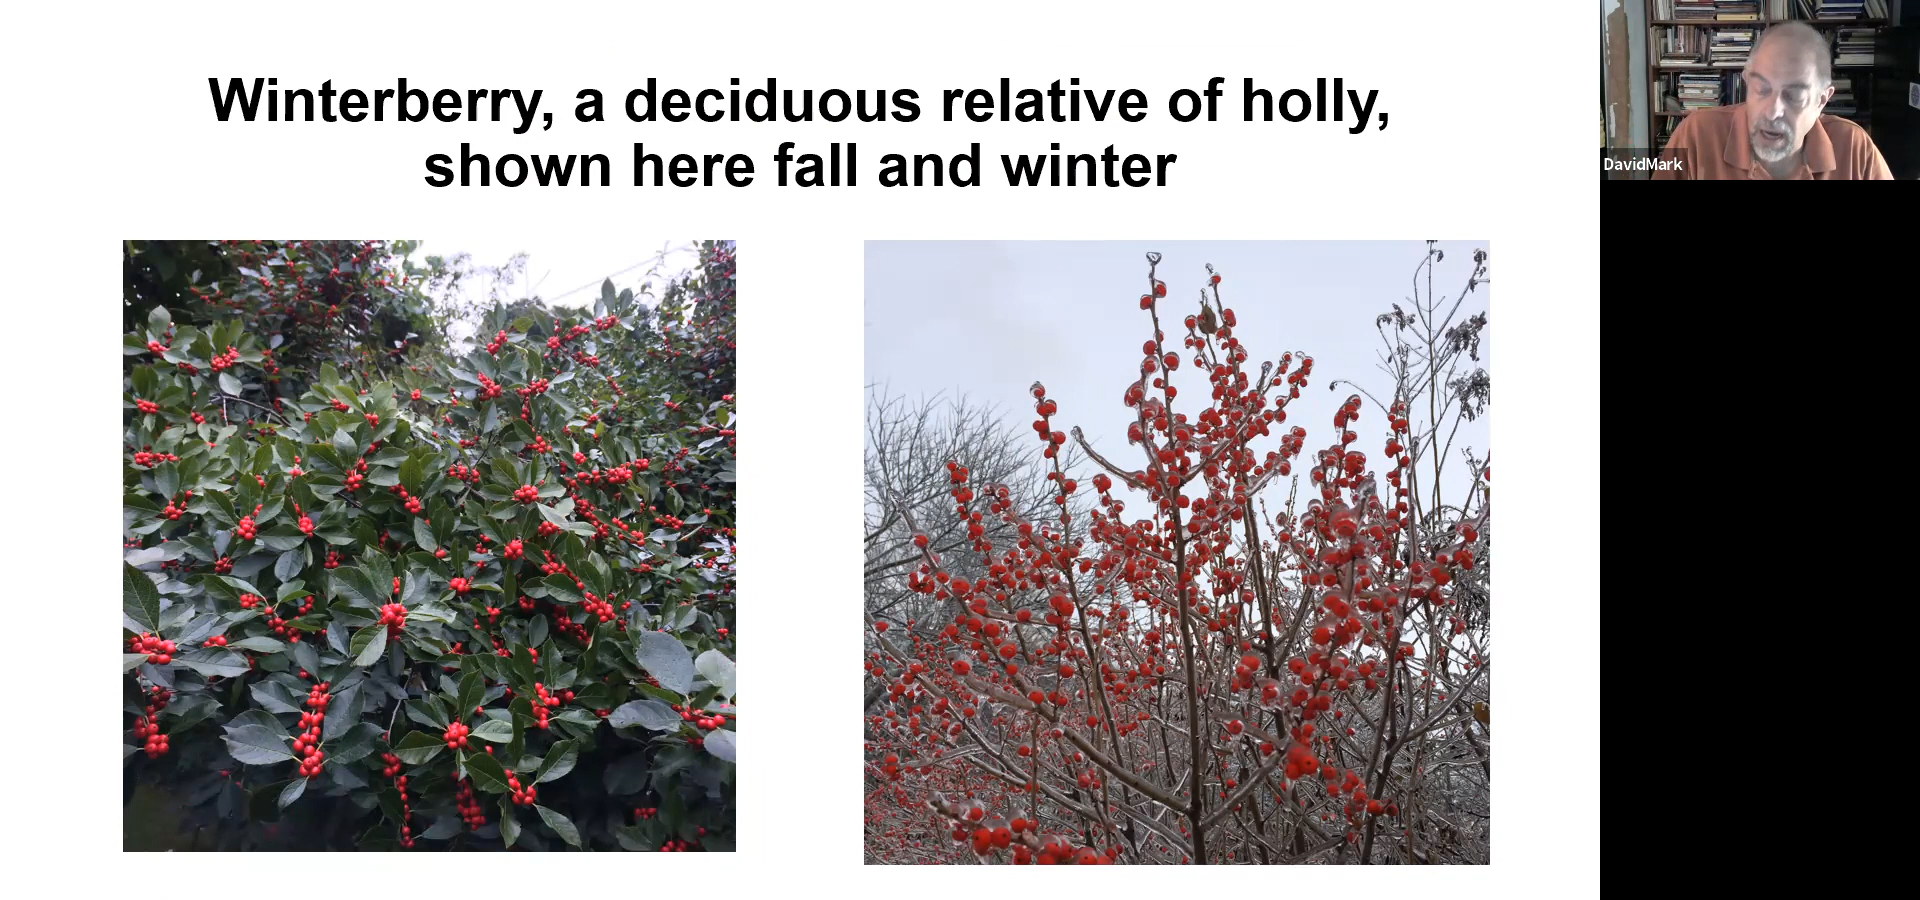 Winterberry, a deciduous relative of holly,
shown here fall and winter
DavidMark